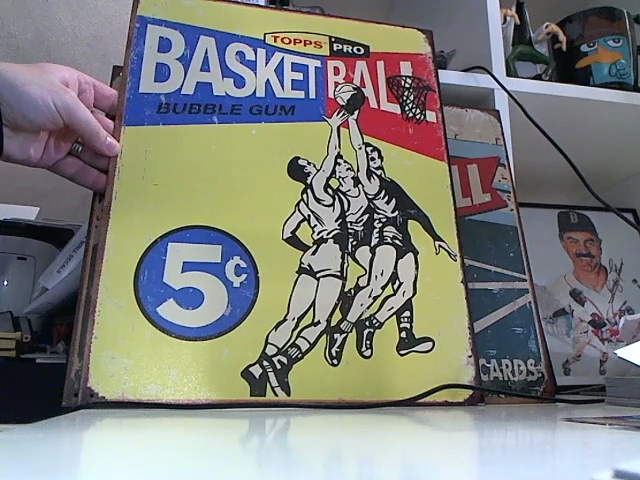 TOPPS PRO
BASKETBALL
BUBBLE GUM
5¢
LL
CARDS